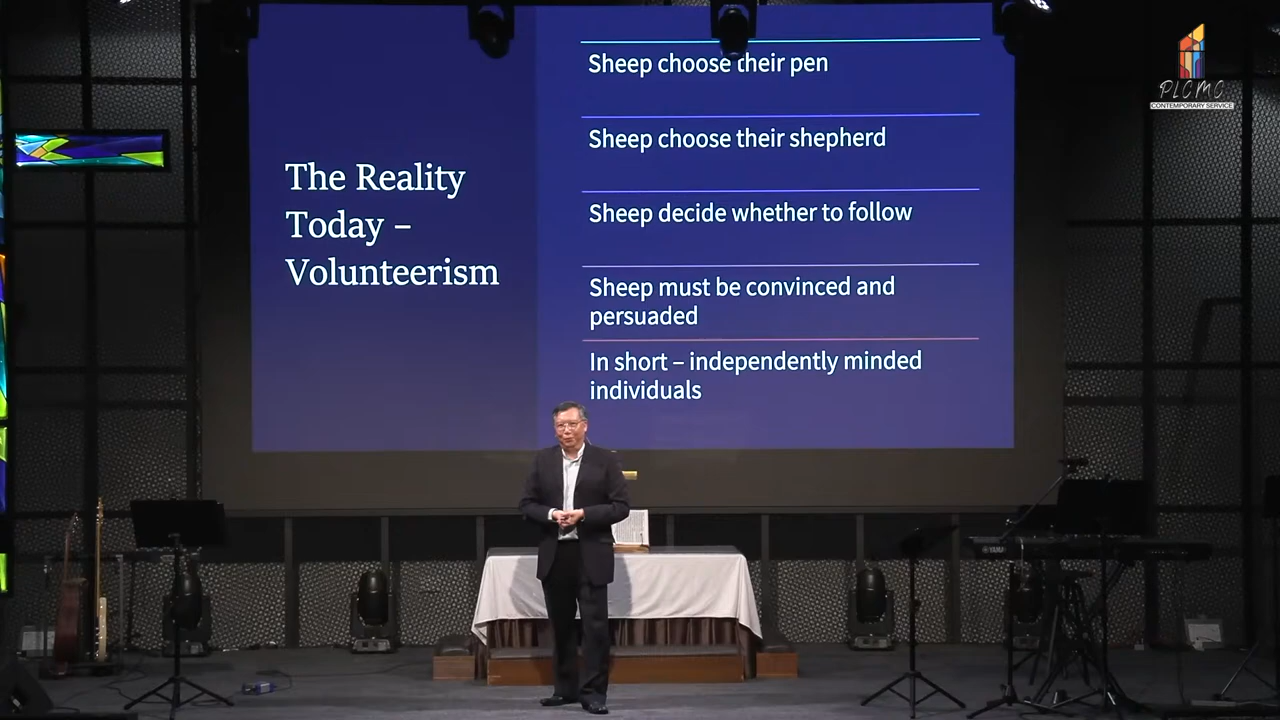 The Reality
Today –
Volunteerism
Sheep choose their pen
Sheep choose their shepherd
Sheep decide whether to follow
Sheep must be convinced and
persuaded
In short – independently minded
individuals
PLCMC
CONTEMPORARY SERVICE
YAMAHA